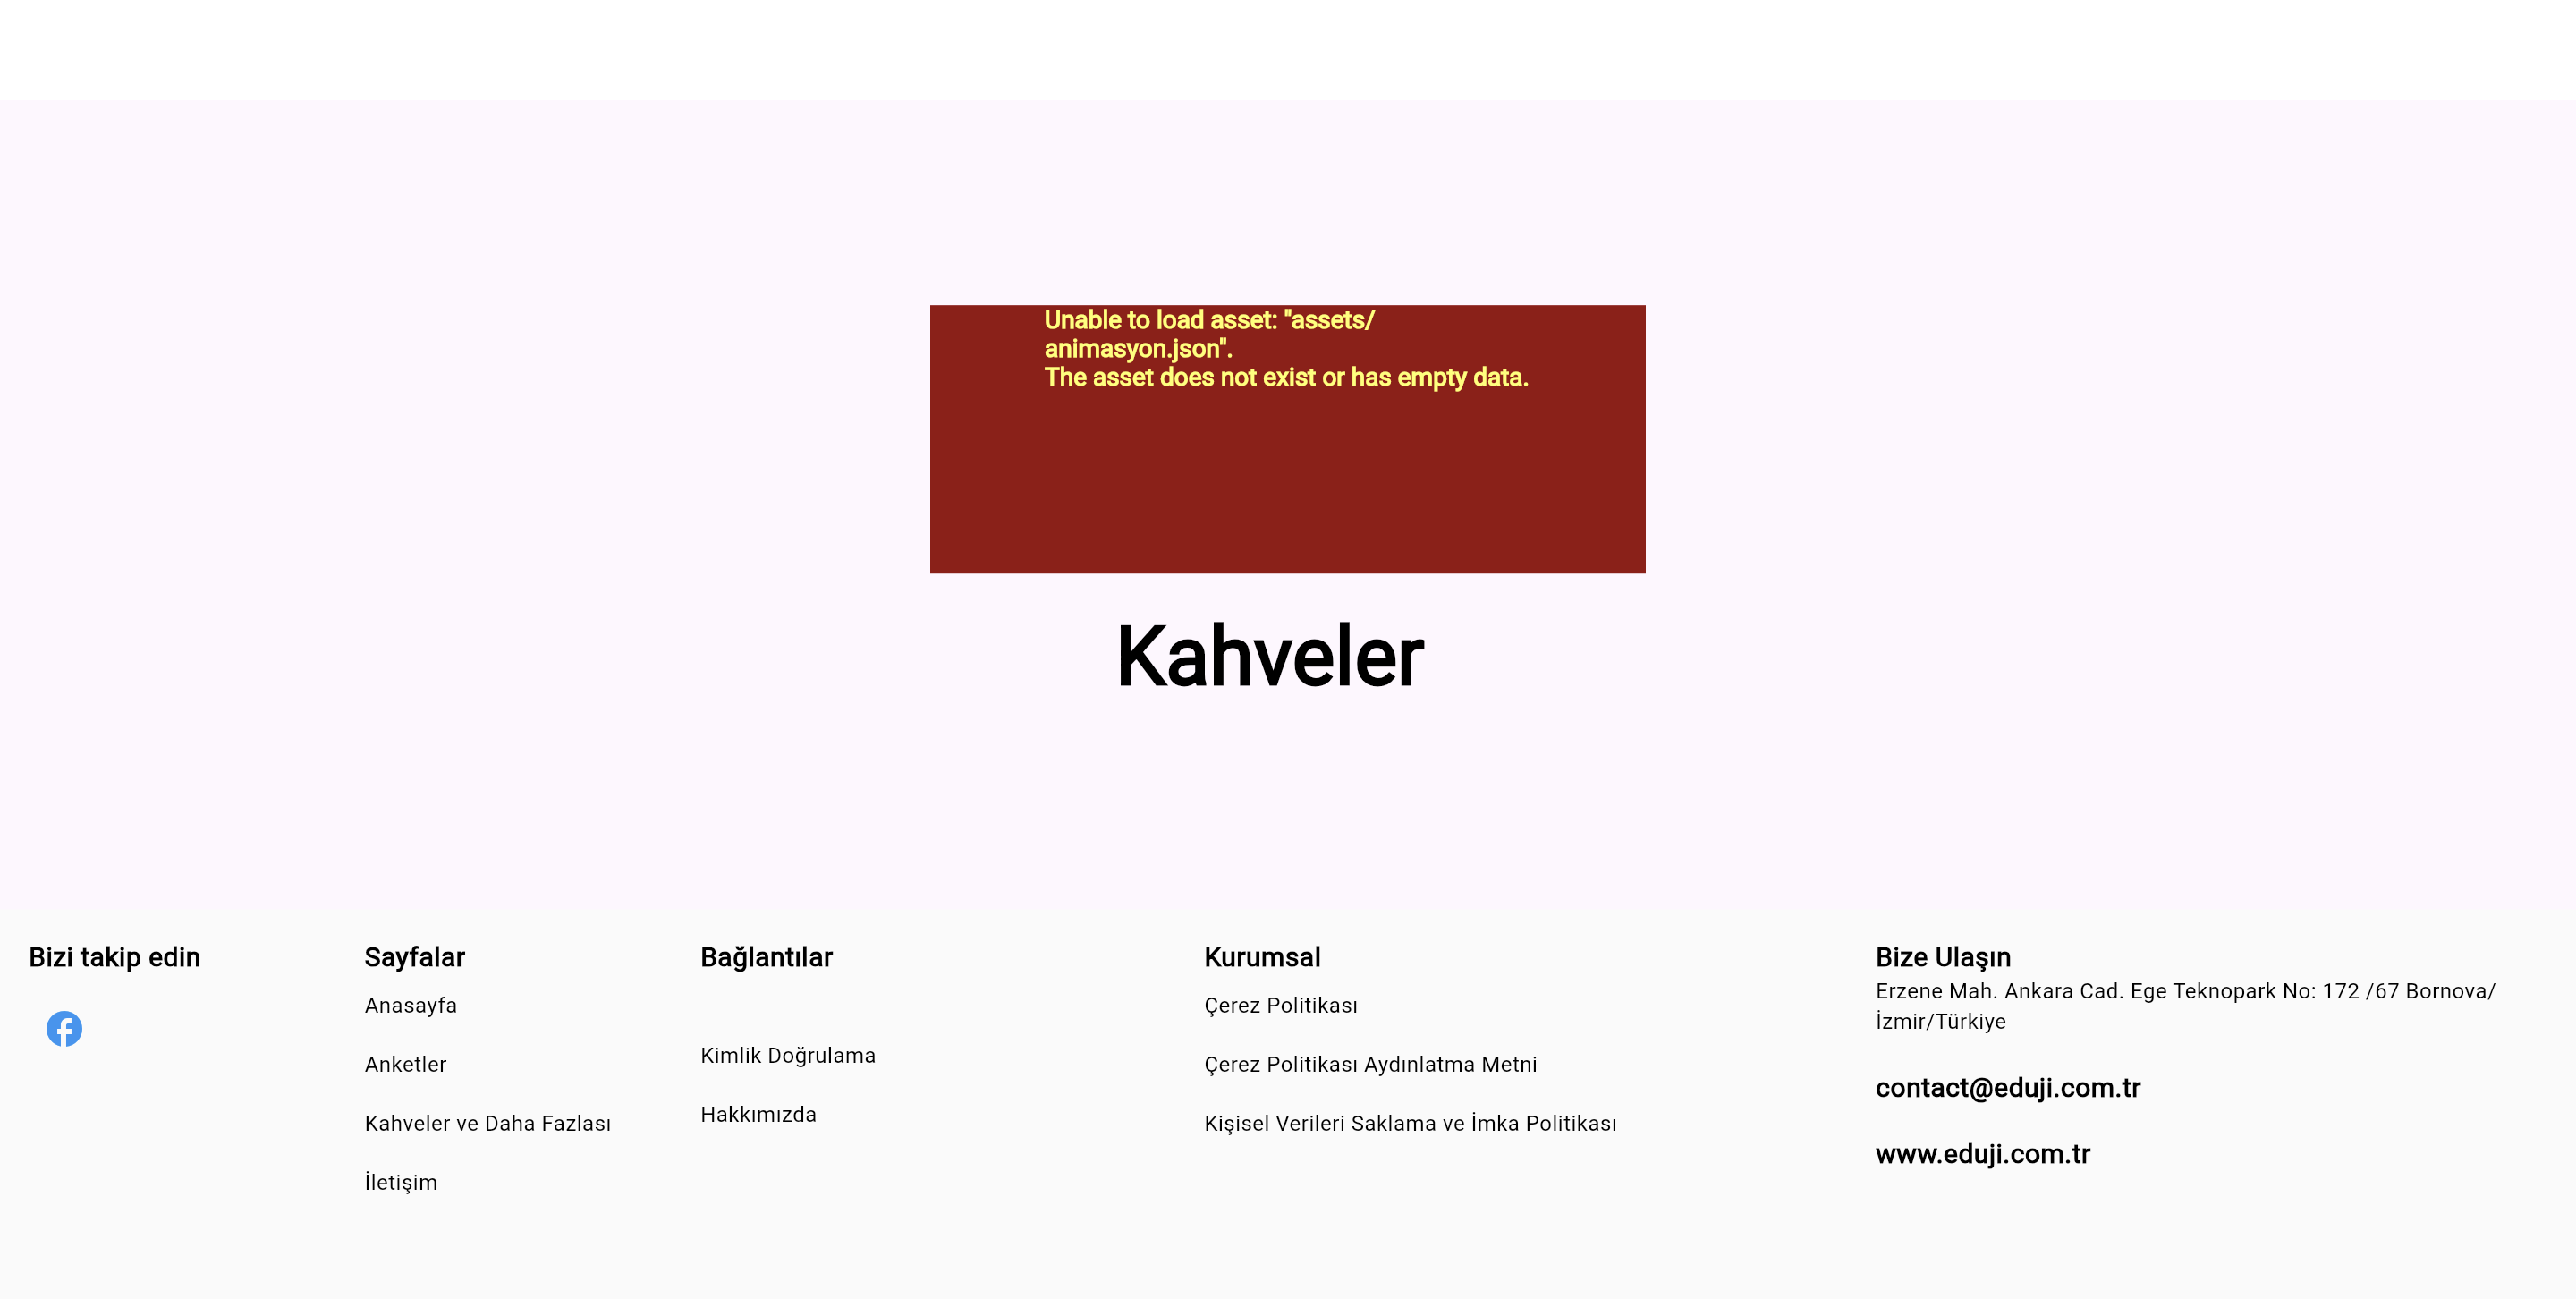 Unable to load asset: "assets/
animasyon.json".
The asset does not exist or has empty data.
Kahveler
Bizi takip edin
Sayfalar
Anasayfa
Anketler
Kahveler ve Daha Fazlası
İletişim
Bağlantılar
Kimlik Doğrulama
Hakkımızda
Kurumsal
Çerez Politikası
Çerez Politikası Aydınlatma Metni
Kişisel Verileri Saklama ve İmka Politikası
Bize Ulaşın
Erzene Mah. Ankara Cad. Ege Teknopark No: 172 /67 Bornova/
İzmir/Türkiye
contact@eduji.com.tr
www.eduji.com.tr